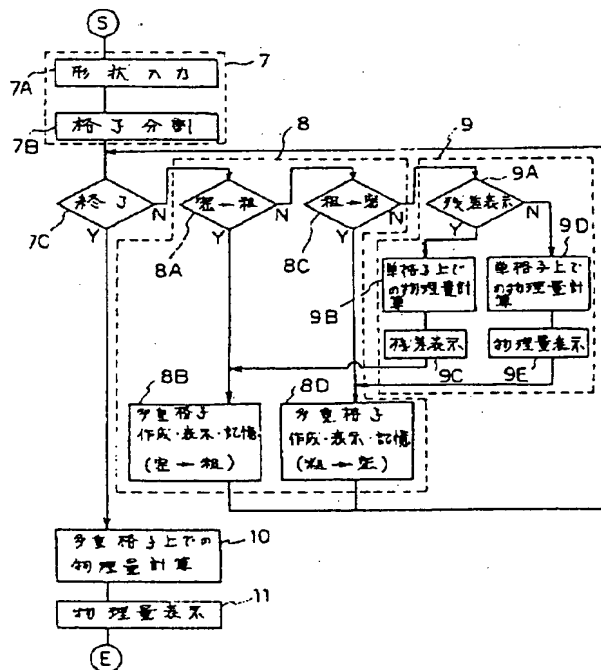 S
7
7A
形状入力
7B
格子分割
8
9
7C
終了
N
Y
8A
密←粗
N
Y
8C
粗←密
N
Y
9A
残差表示
N
Y
9B
単格子上で
の物理量計
算
9D
単格子上で
の物理量計
算
残差表示
9C
物理量表示
9E
8B
多重格子
作成・表示・記憶
(密←粗)
8D
多重格子
作成・表示・記憶
(粗←密)
多重格子上での
物理量計算
10
物理量表示
11
E